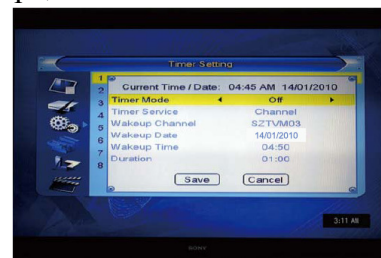 Timer Setting
1
Current Time / Date: 04:45 AM 14/01/2010
2
Timer Mode Off
3
Timer Service Channel
4
Wakeup Channel SZTVM03
5
Wakeup Date 14/01/2010
6
Wakeup Time 04:50
7
Duration 01:00
8
Save Cancel
3:11 AM
SONY